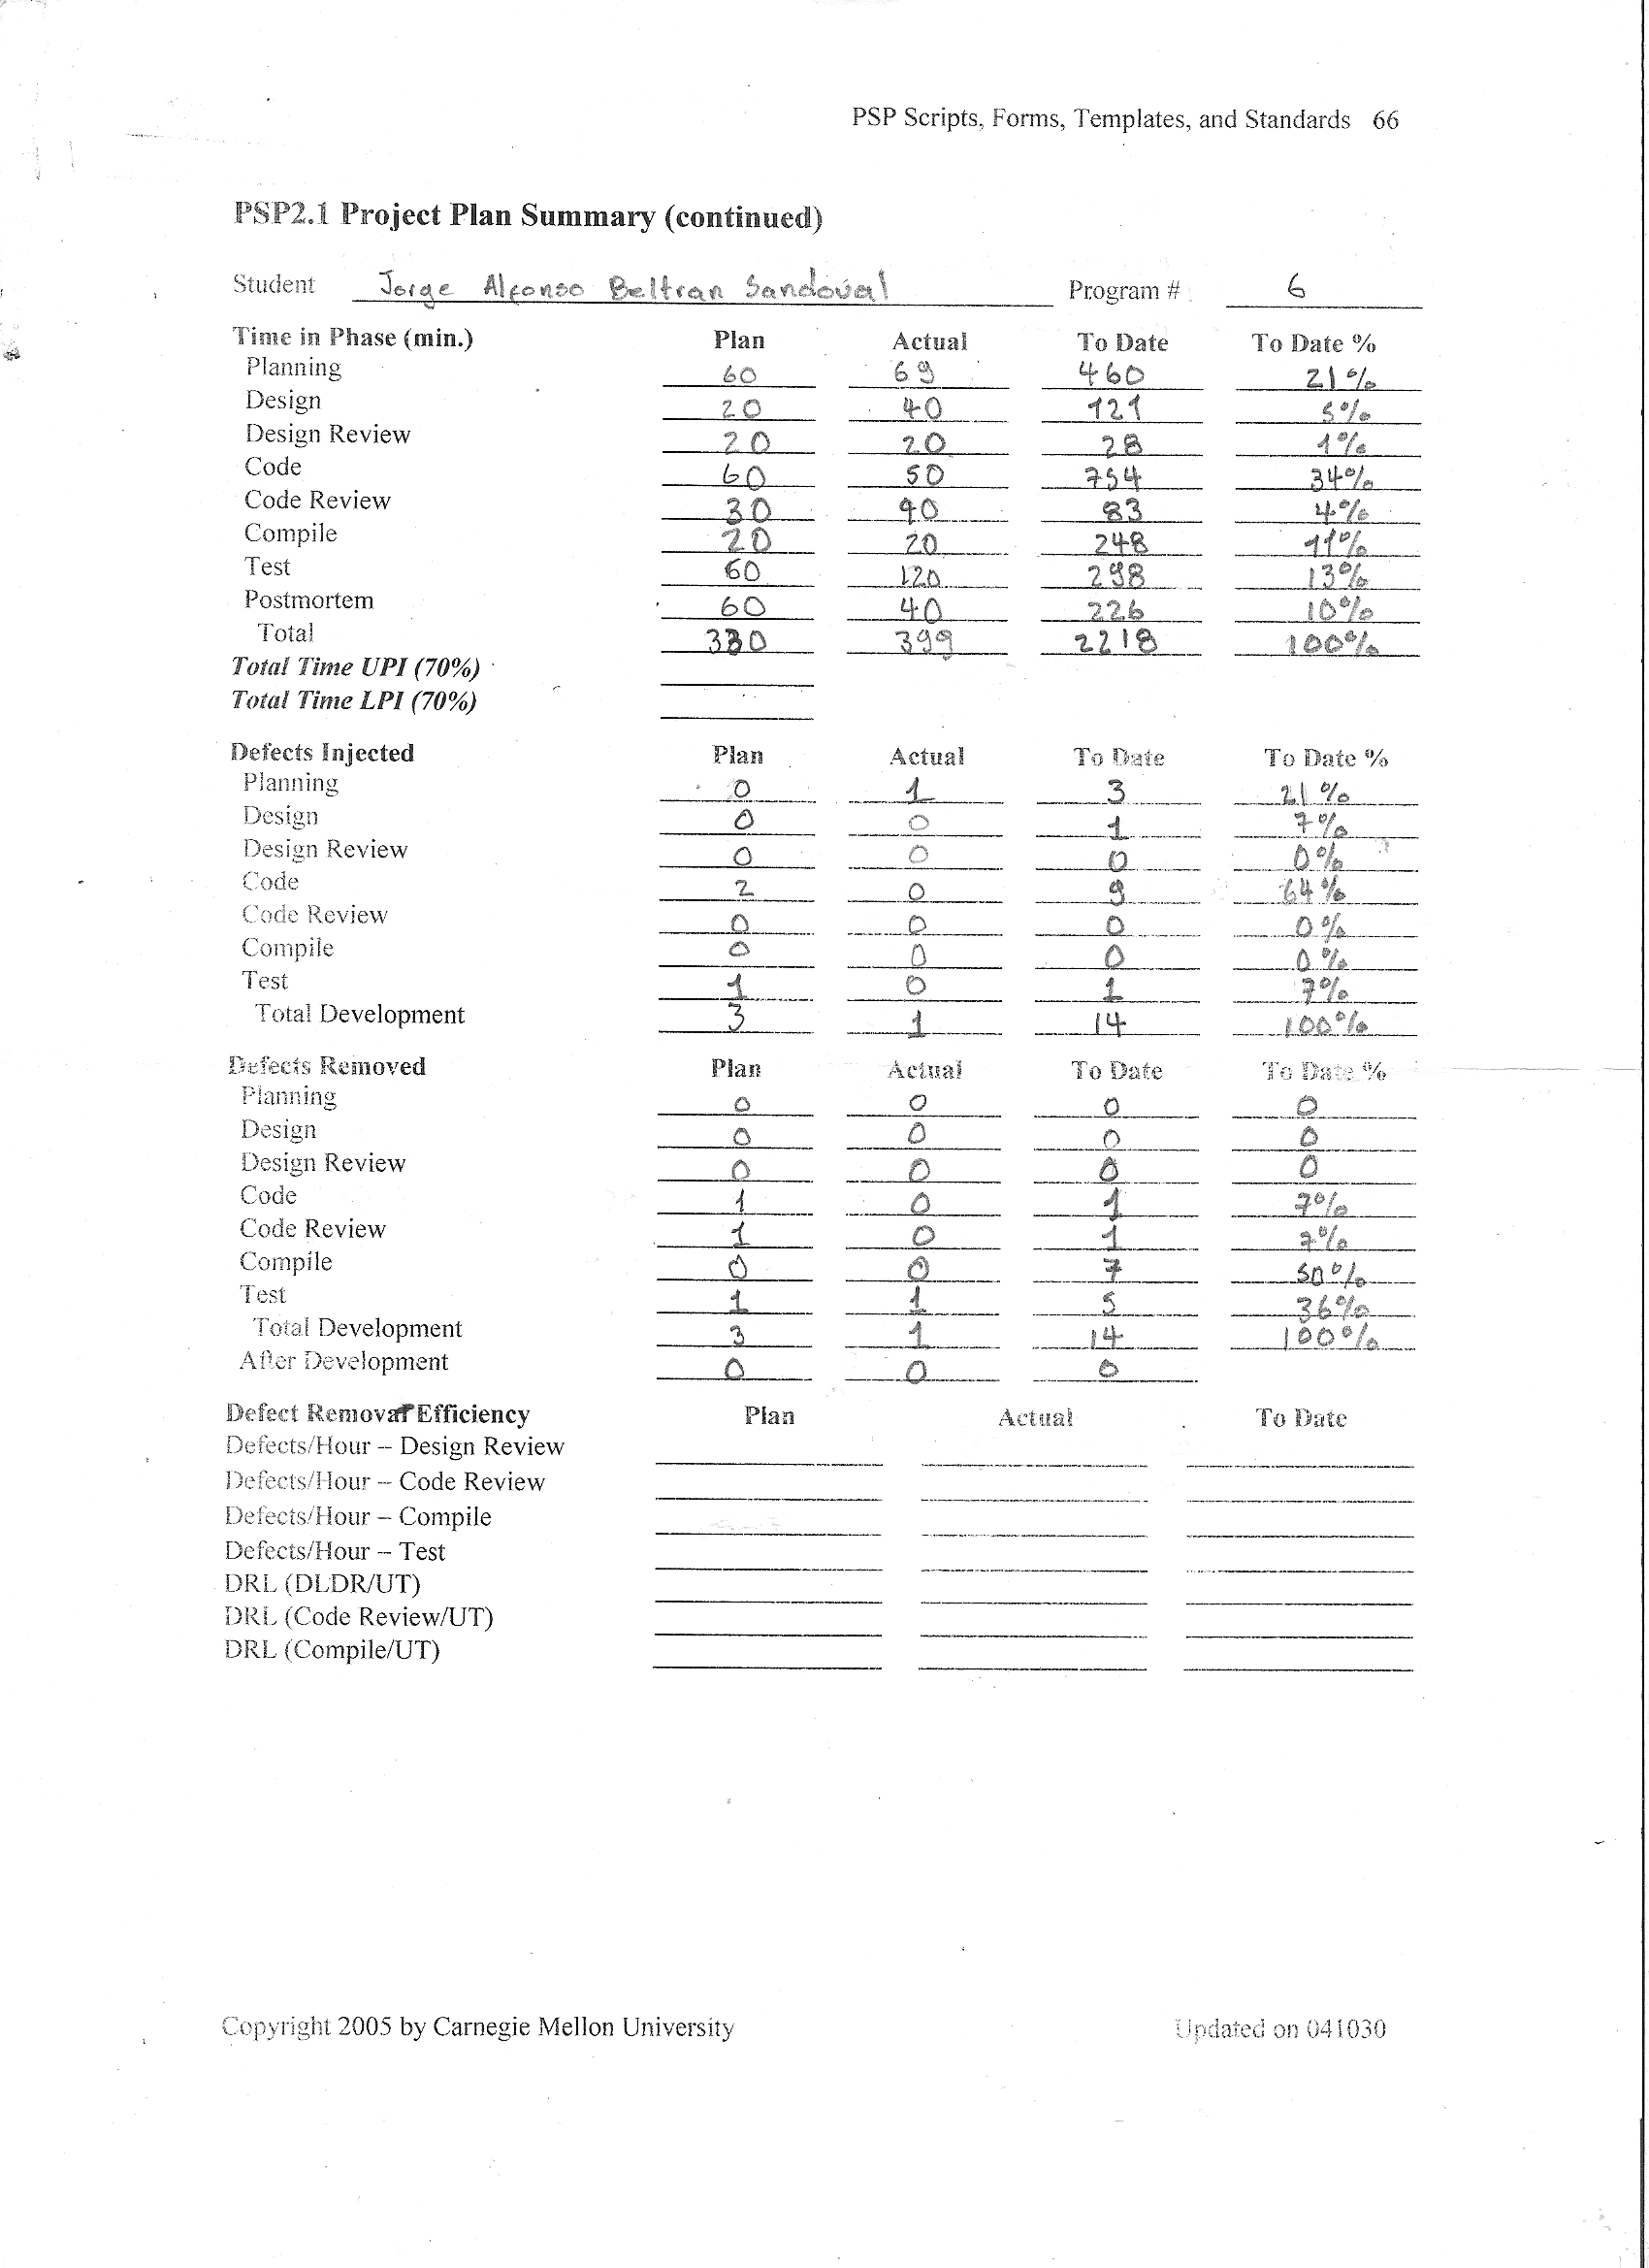 PSP Scripts, Forms, Templates, and Standards 66
PSP2.1 Project Plan Summary (continued)
Student Jorge Alfonso Beltran Sandoval Program # 6
Time in Phase (min.) Plan Actual To Date To Date %
Planning 60 69 460 21%
Design 20 40 121 5%
Design Review 20 20 28 1%
Code 60 50 754 34%
Code Review 30 40 83 4%
Compile 20 20 248 11%
Test 60 120 298 13%
Postmortem 60 40 226 10%
Total 330 399 2218 100%
Total Time UPI (70%)
Total Time LPI (70%)
Defects Injected Plan Actual To Date To Date %
Planning 0 1 3 21%
Design 0 0 1 7%
Design Review 0 0 0 0%
Code 2 0 9 64%
Code Review 0 0 0 0%
Compile 0 0 0 0%
Test 1 0 1 7%
Total Development 3 1 14 100%
Defects Removed Plan Actual To Date To Date %
Planning 0 0 0 0
Design 0 0 0 0
Design Review 0 0 0 0
Code 1 0 1 7%
Code Review 1 0 1 7%
Compile 0 0 7 50%
Test 1 1 5 36%
Total Development 3 1 14 100%
After Development 0 0 0
Defect Removal Efficiency Plan Actual To Date
Defects/Hour – Design Review
Defects/Hour – Code Review
Defects/Hour – Compile
Defects/Hour – Test
DRL (DLDR/UT)
DRL (Code Review/UT)
DRL (Compile/UT)
Copyright 2005 by Carnegie Mellon University Updated on 041030